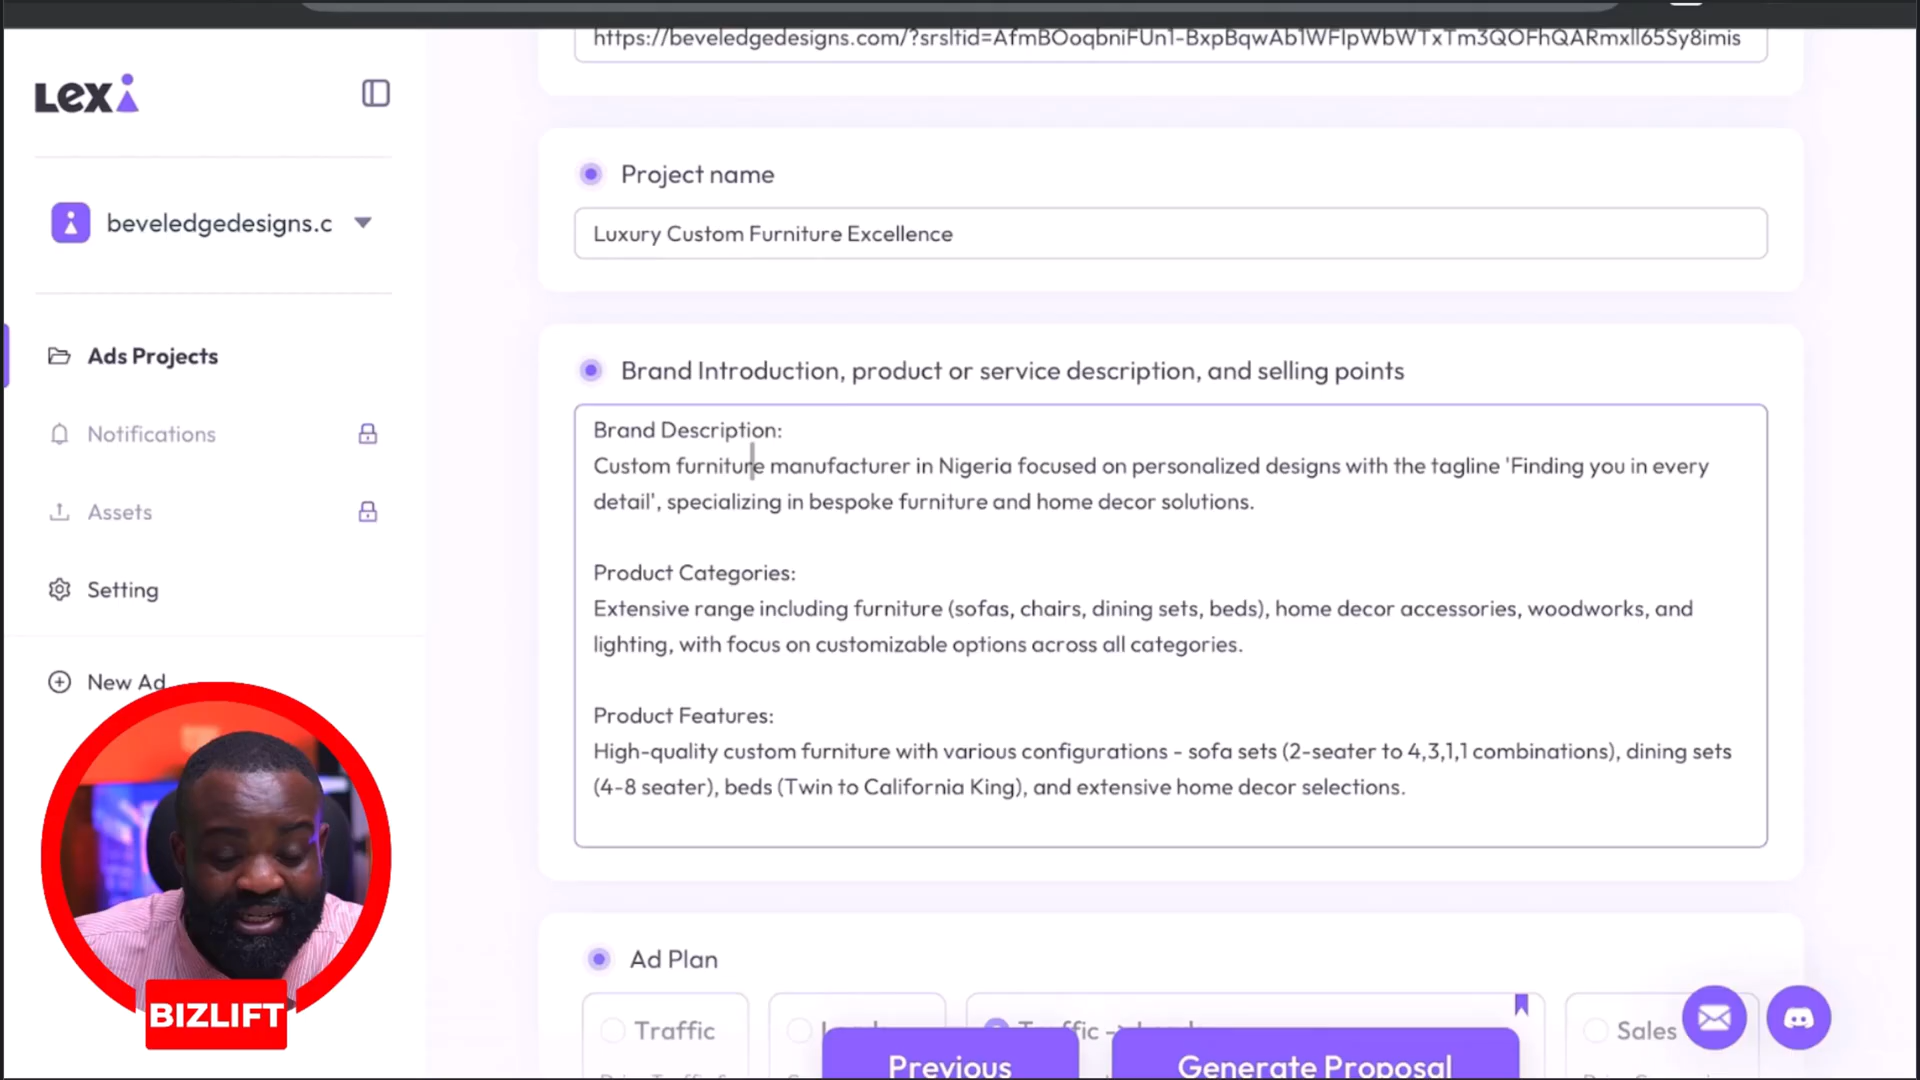 https://beveledgedesigns.com/?srsltid=AfmBOoqbniFUn1-BxpBqwAb1WFIpWbWTxTm3QOFhQARmxll65Sy8imis
Lexi
Project name
beveledgedesigns.c
Luxury Custom Furniture Excellence
Ads Projects
Notifications
Assets
Setting
New Ad
Brand Introduction, product or service description, and selling points
Brand Description:
Custom furniture manufacturer in Nigeria focused on personalized designs with the tagline 'Finding you in every
detail', specializing in bespoke furniture and home decor solutions.
Product Categories:
Extensive range including furniture (sofas, chairs, dining sets, beds), home decor accessories, woodworks, and
lighting, with focus on customizable options across all categories.
Product Features:
High-quality custom furniture with various configurations - sofa sets (2-seater to 4,3,1,1 combinations), dining sets
(4-8 seater), beds (Twin to California King), and extensive home decor selections.
Ad Plan
Traffic
Sales
Previous
Generate Proposal
BIZLIFT